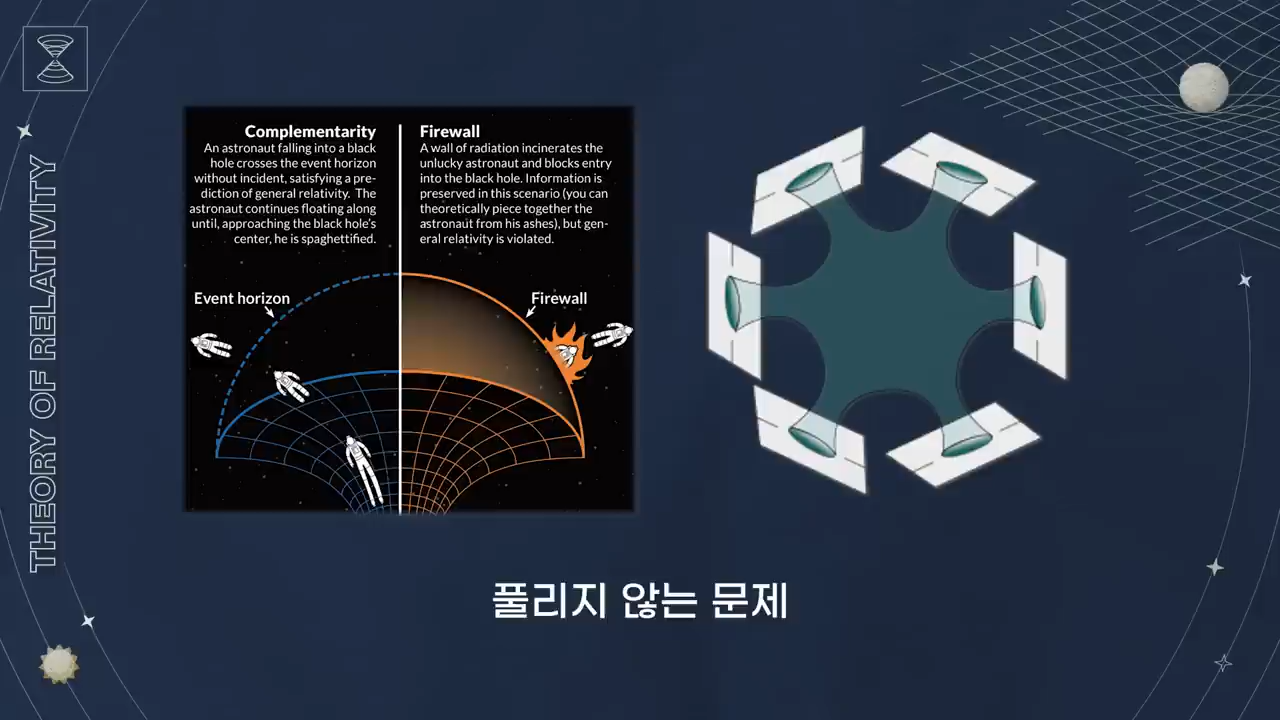 THEORY OF RELATIVITY
Complementarity
An astronaut falling into a black
hole crosses the event horizon
without incident, satisfying a pre-
diction of general relativity. The
astronaut continues floating along
until, approaching the black hole's
center, he is spaghettified.
Firewall
A wall of radiation incinerates the
unlucky astronaut and blocks entry
into the black hole. Information is
preserved in this scenario (you can
theoretically piece together the
astronaut from his ashes), but gen-
eral relativity is violated.
Event horizon
Firewall
풀리지 않는 문제